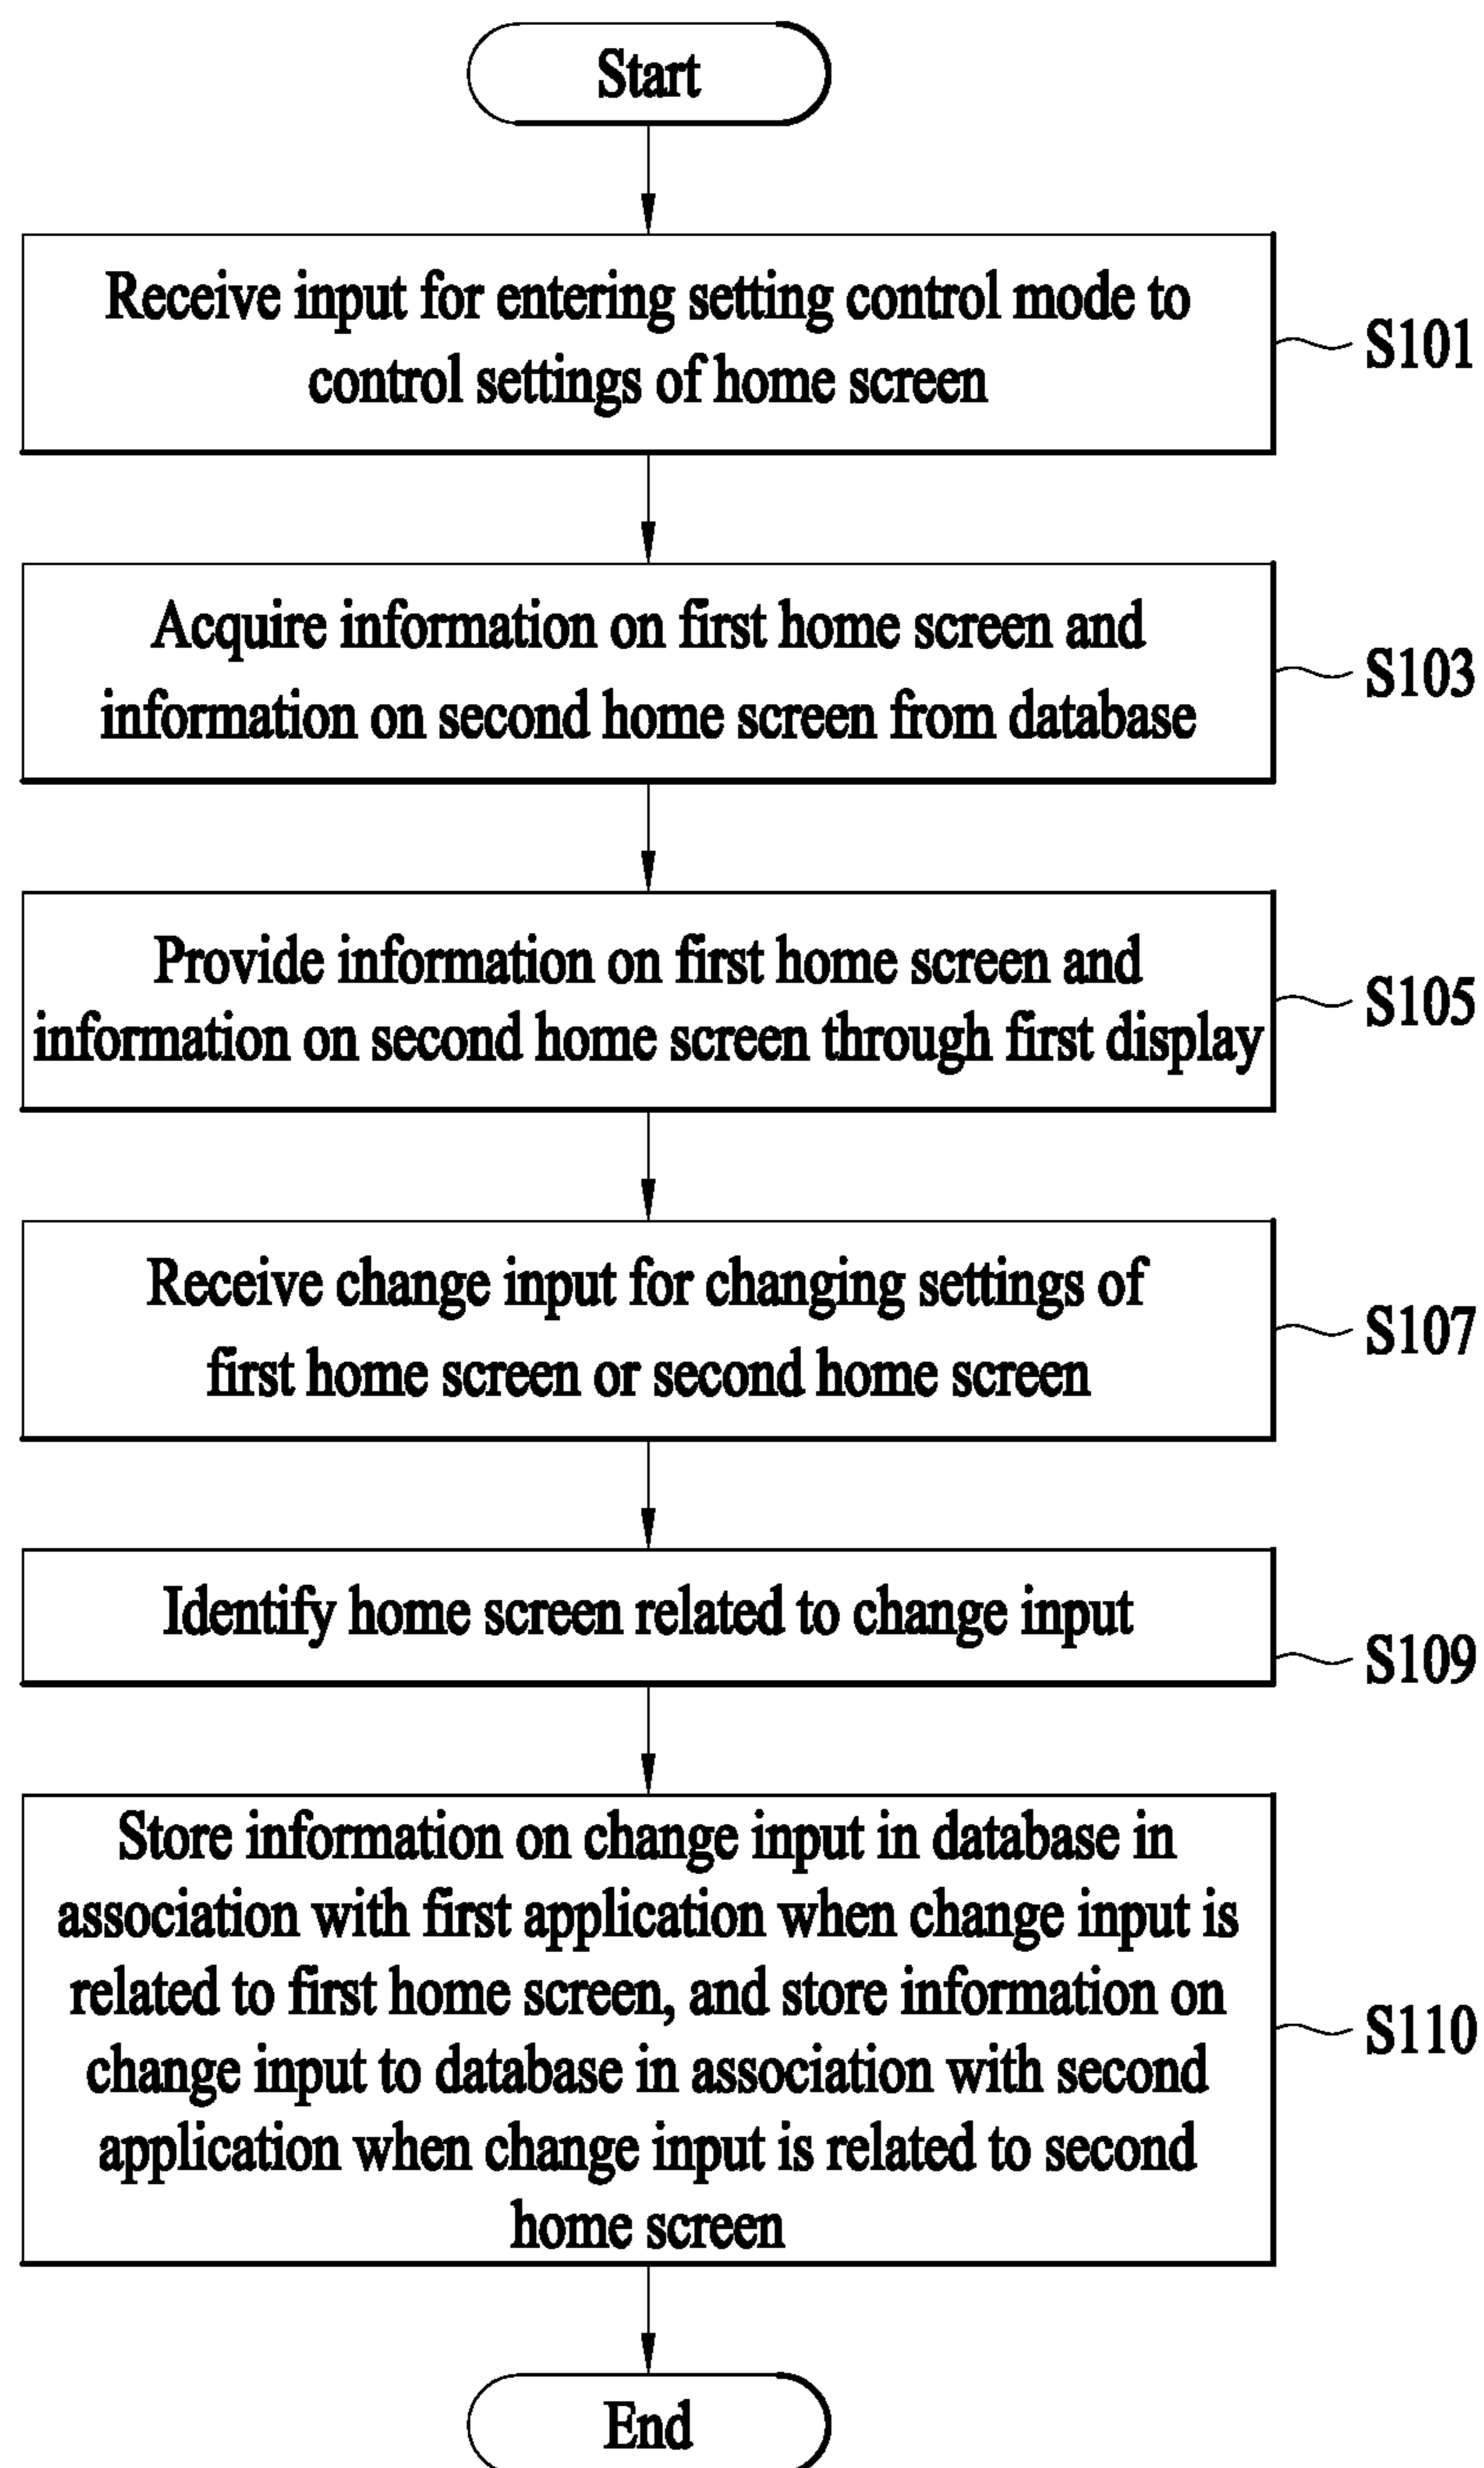 Start
Receive input for entering setting control mode to
control settings of home screen
S101
Acquire information on first home screen and
information on second home screen from database
S103
Provide information on first home screen and
information on second home screen through first display
S105
Receive change input for changing settings of
first home screen or second home screen
S107
Identify home screen related to change input
S109
Store information on change input in database in
association with first application when change input is
related to first home screen, and store information on
change input to database in association with second
application when change input is related to second
home screen
S110
End